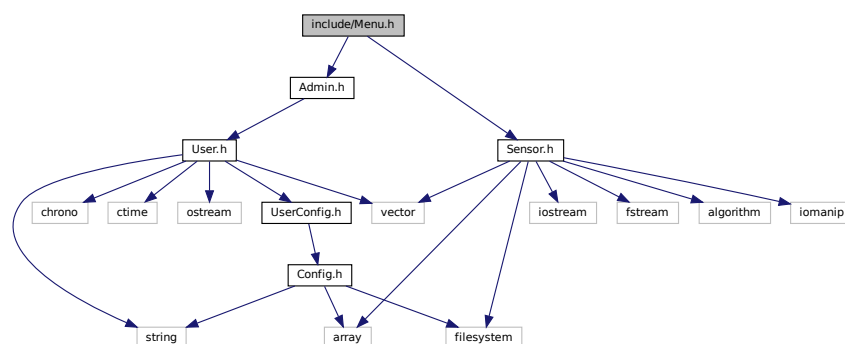 include/Menu.h
Admin.h
User.h
Sensor.h
chrono
ctime
ostream
UserConfig.h
vector
iostream
fstream
algorithm
iomanip
Config.h
string
array
filesystem